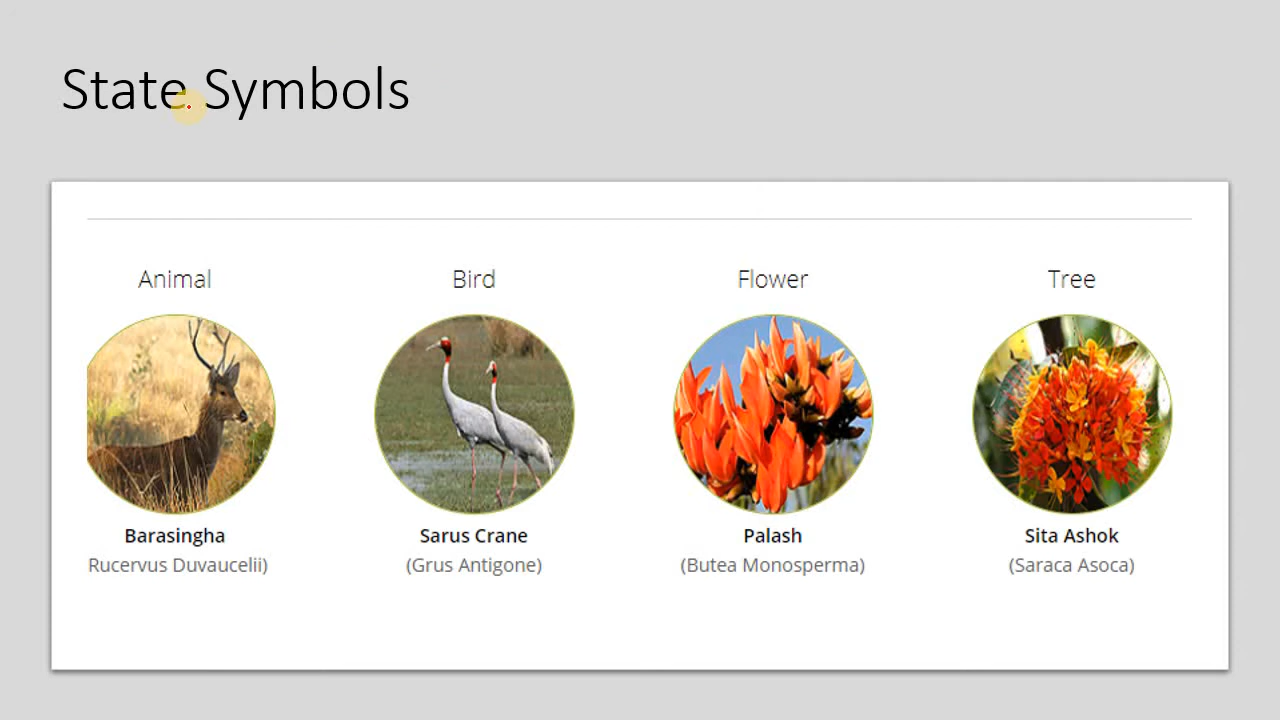 State Symbols
Animal
Bird
Flower
Tree
Barasingha
Sarus Crane
Palash
Sita Ashok
Rucervus Duvaucelii)
(Grus Antigone)
(Butea Monosperma)
(Saraca Asoca)